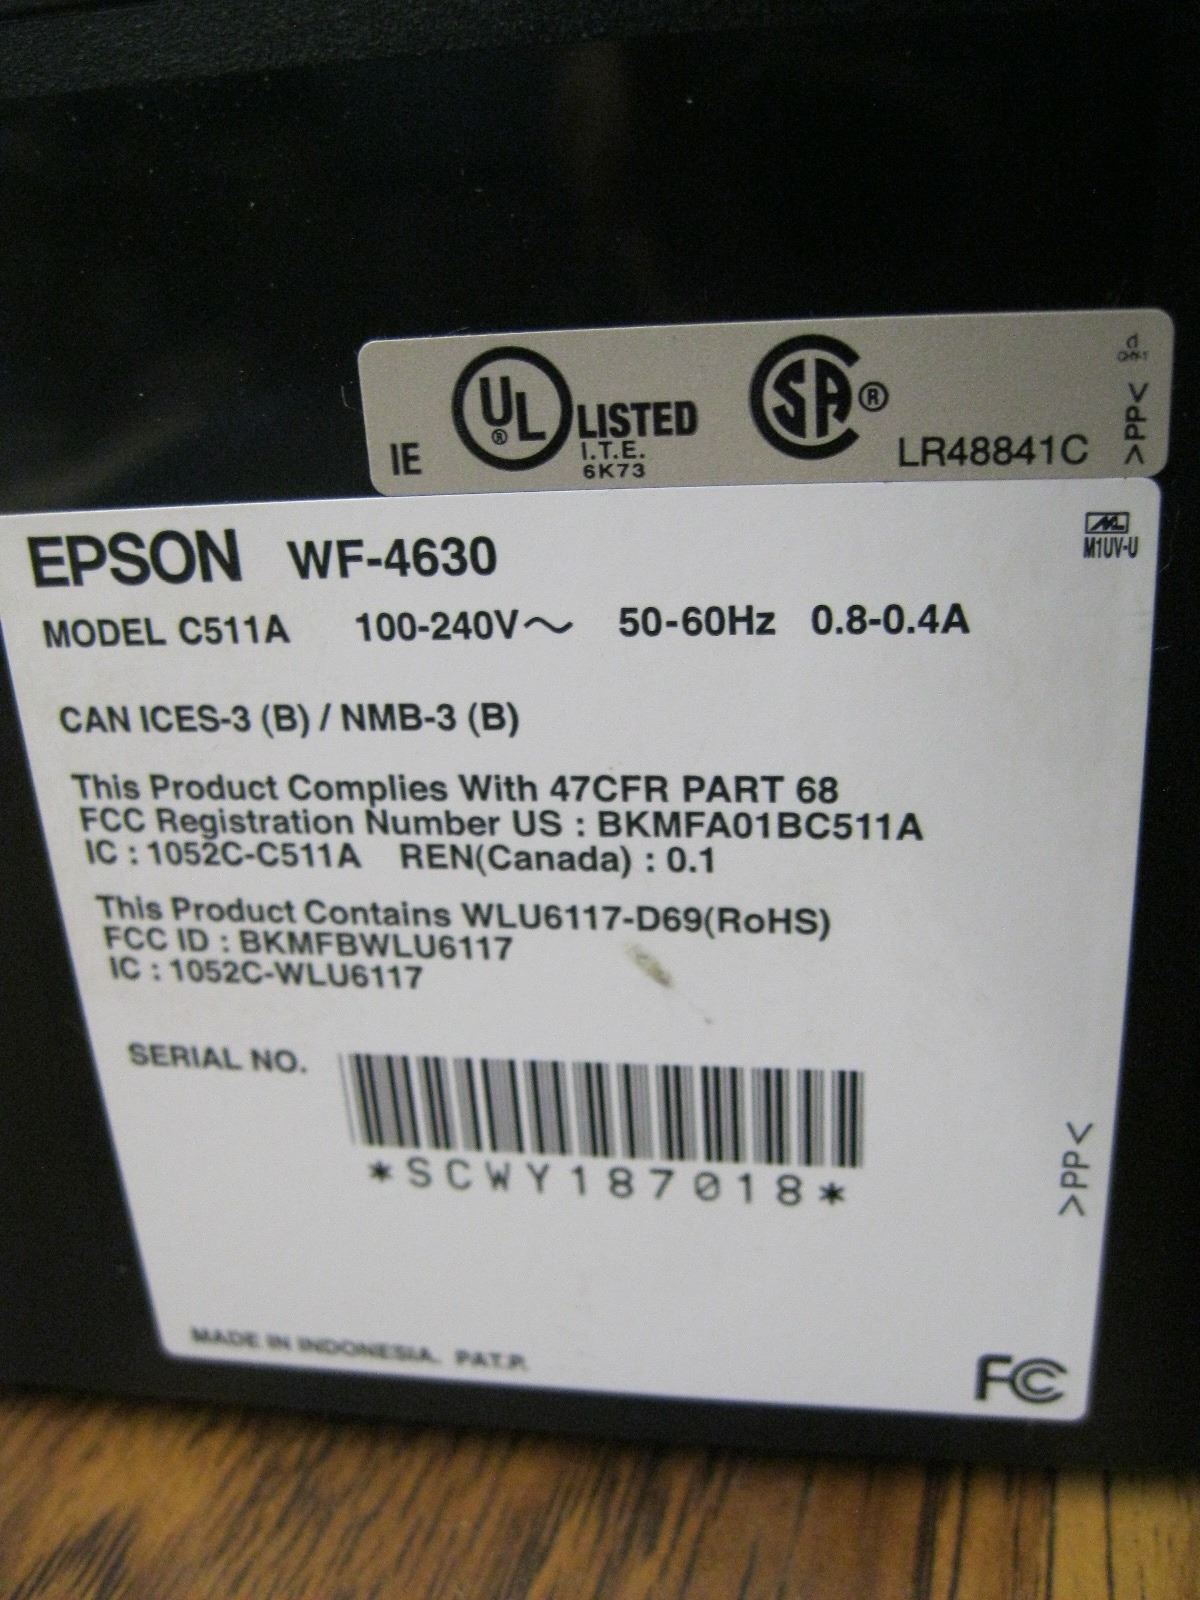 IE UL® LISTED SA® LR48841C
I.T.E.
6K73
>PP<
EPSON WF-4630
M1UV-U
MODEL C511A 100-240V～ 50-60Hz 0.8-0.4A
CAN ICES-3 (B) / NMB-3 (B)
This Product Complies With 47CFR PART 68
FCC Registration Number US : BKMFA01BC511A
IC : 1052C-C511A REN(Canada) : 0.1
This Product Contains WLU6117-D69(RoHS)
FCC ID : BKMFBWLU6117
IC : 1052C-WLU6117
SERIAL NO.
*SCWY187018*
>PP<
MADE IN INDONESIA. PAT.P.
FC